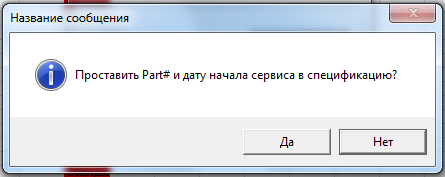 Название сообщения
Проставить Part# и дату начала сервиса в спецификацию?
Да
Нет